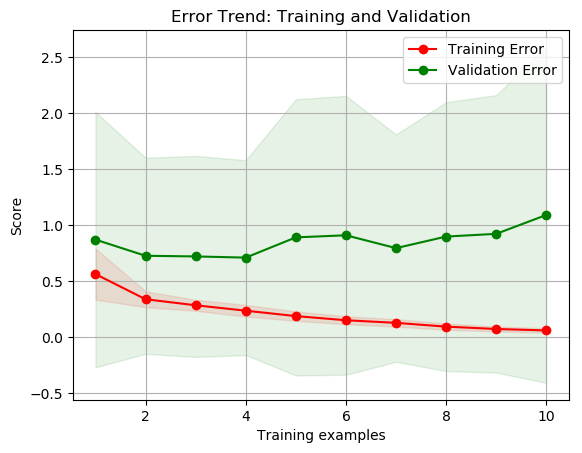 Error Trend: Training and Validation
Training Error
Validation Error
2.5
2.0
1.5
1.0
0.5
0.0
−0.5
Score
2 4 6 8 10
Training examples